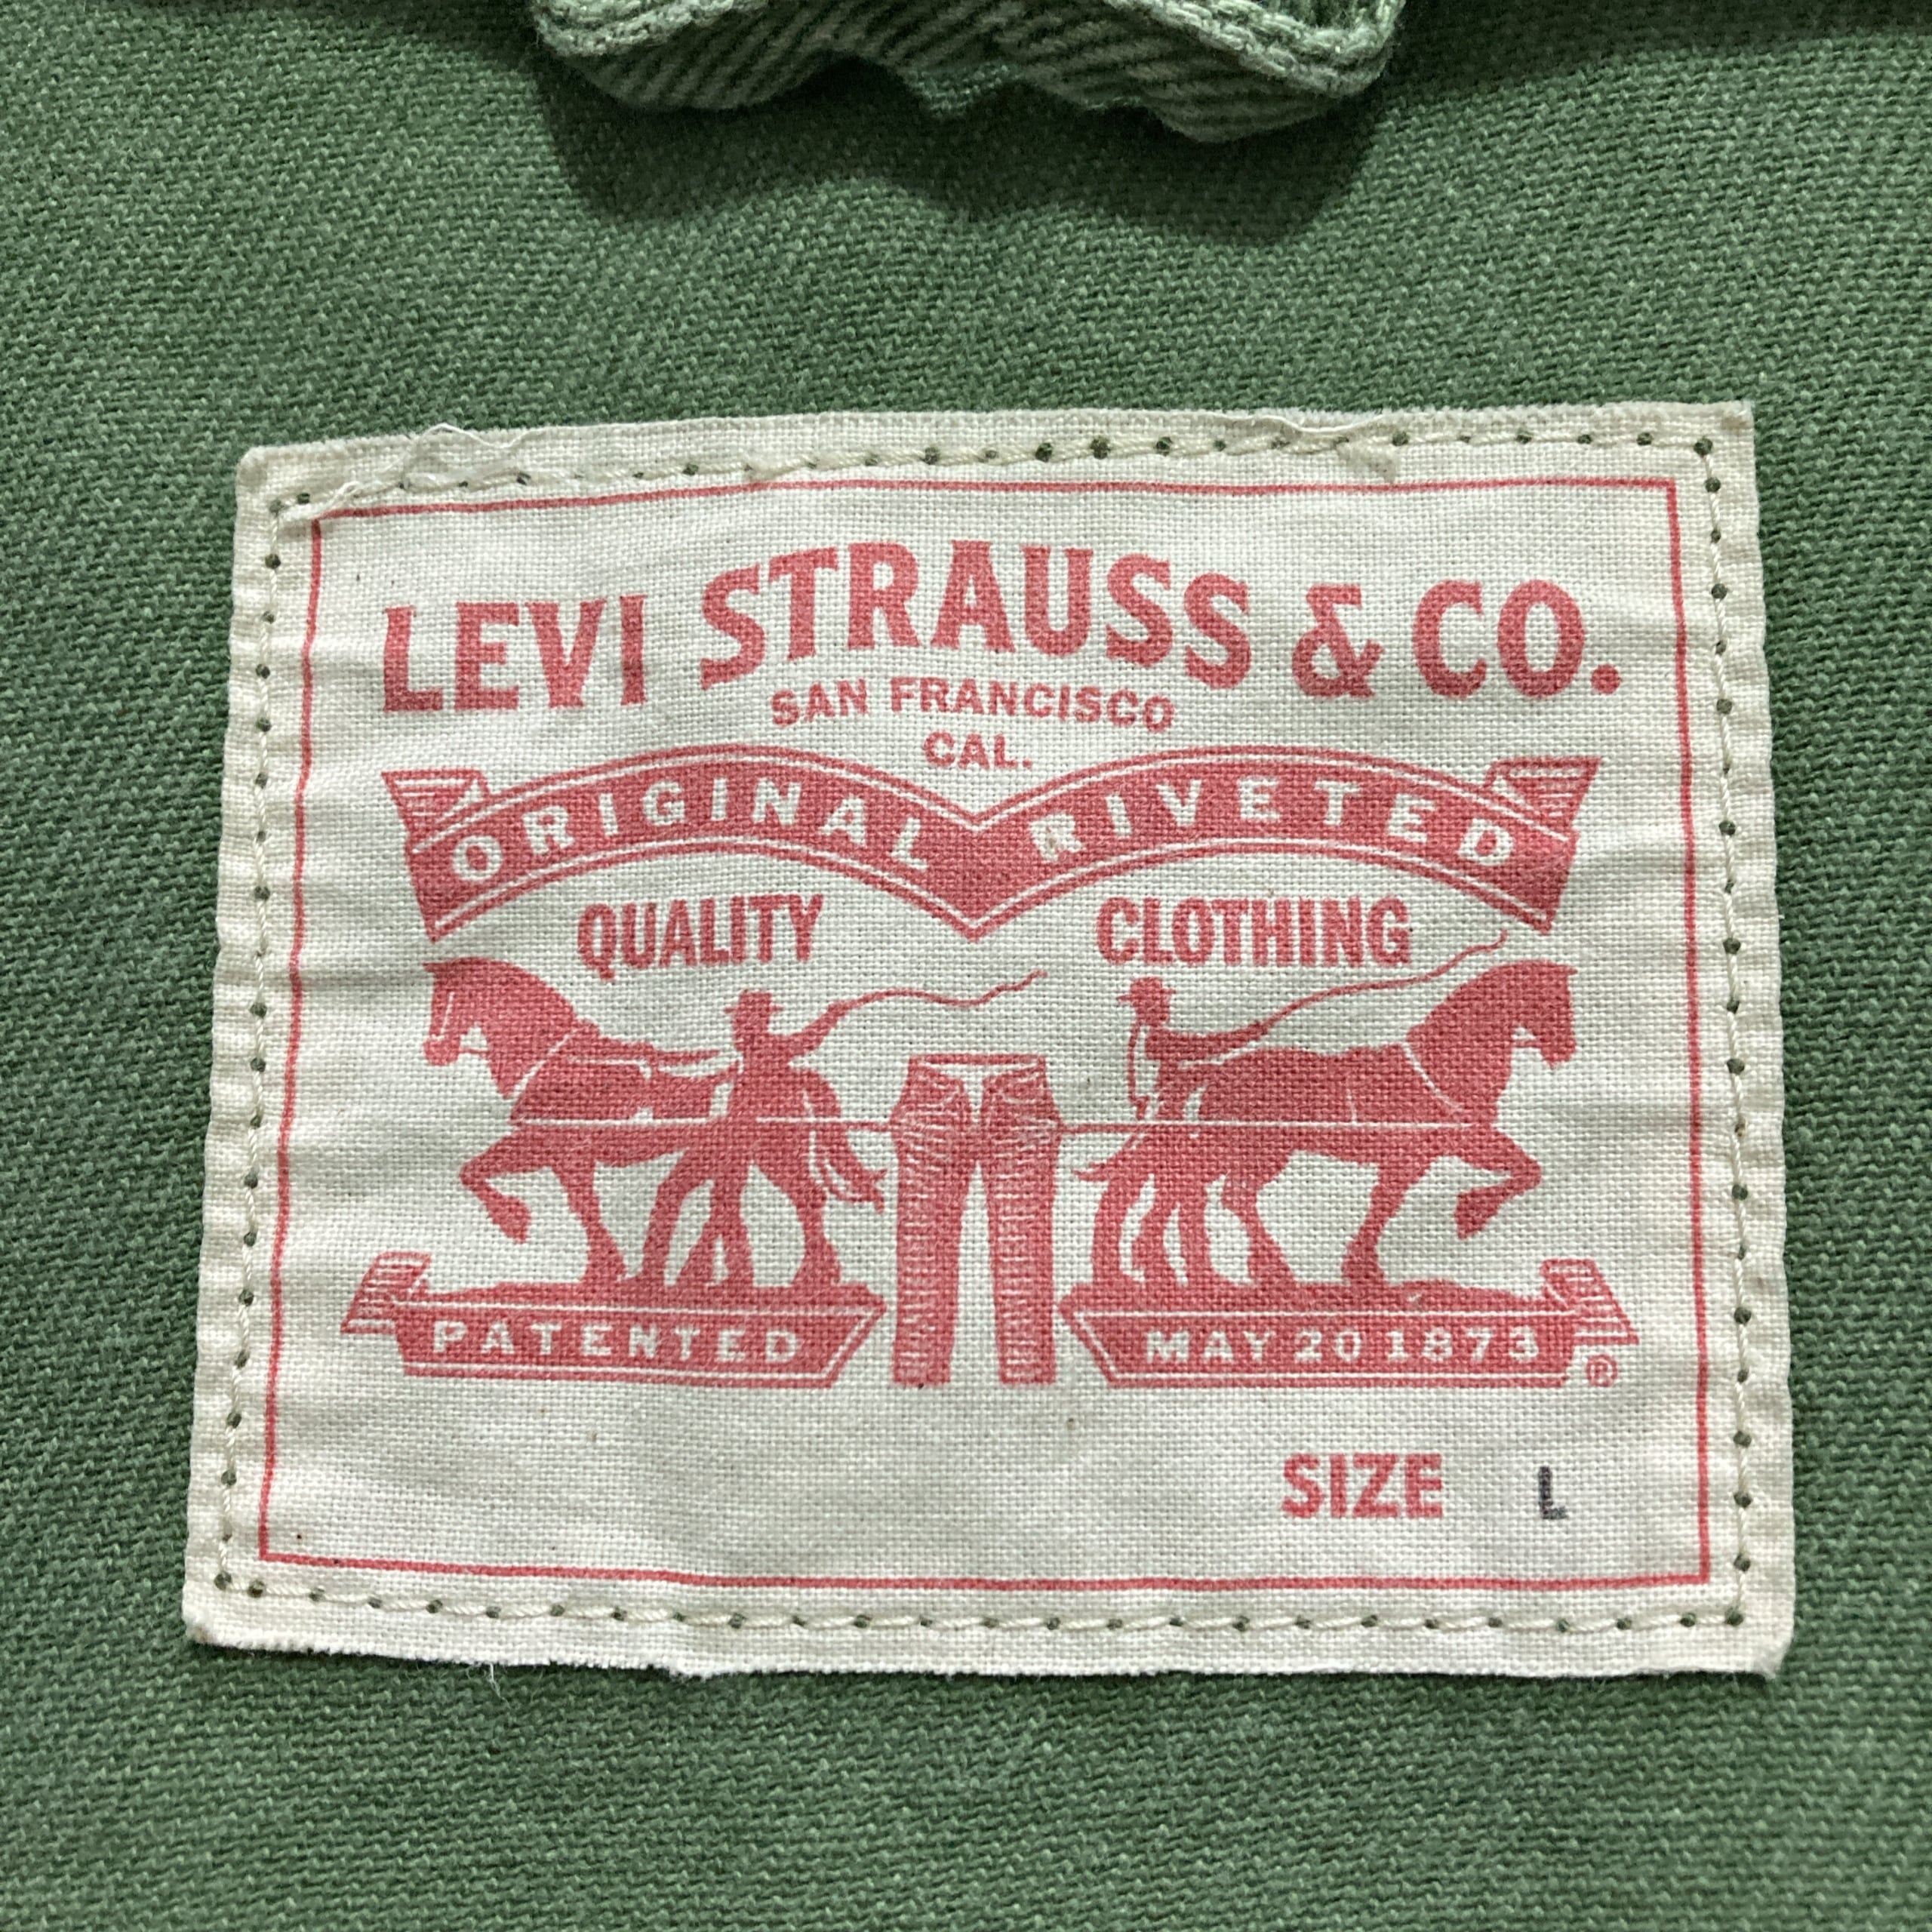 LEVI STRAUSS & CO.
SAN FRANCISCO
CAL.
ORIGINAL RIVETED
QUALITY CLOTHING
PATENTED MAY 20 1873
®
SIZE L